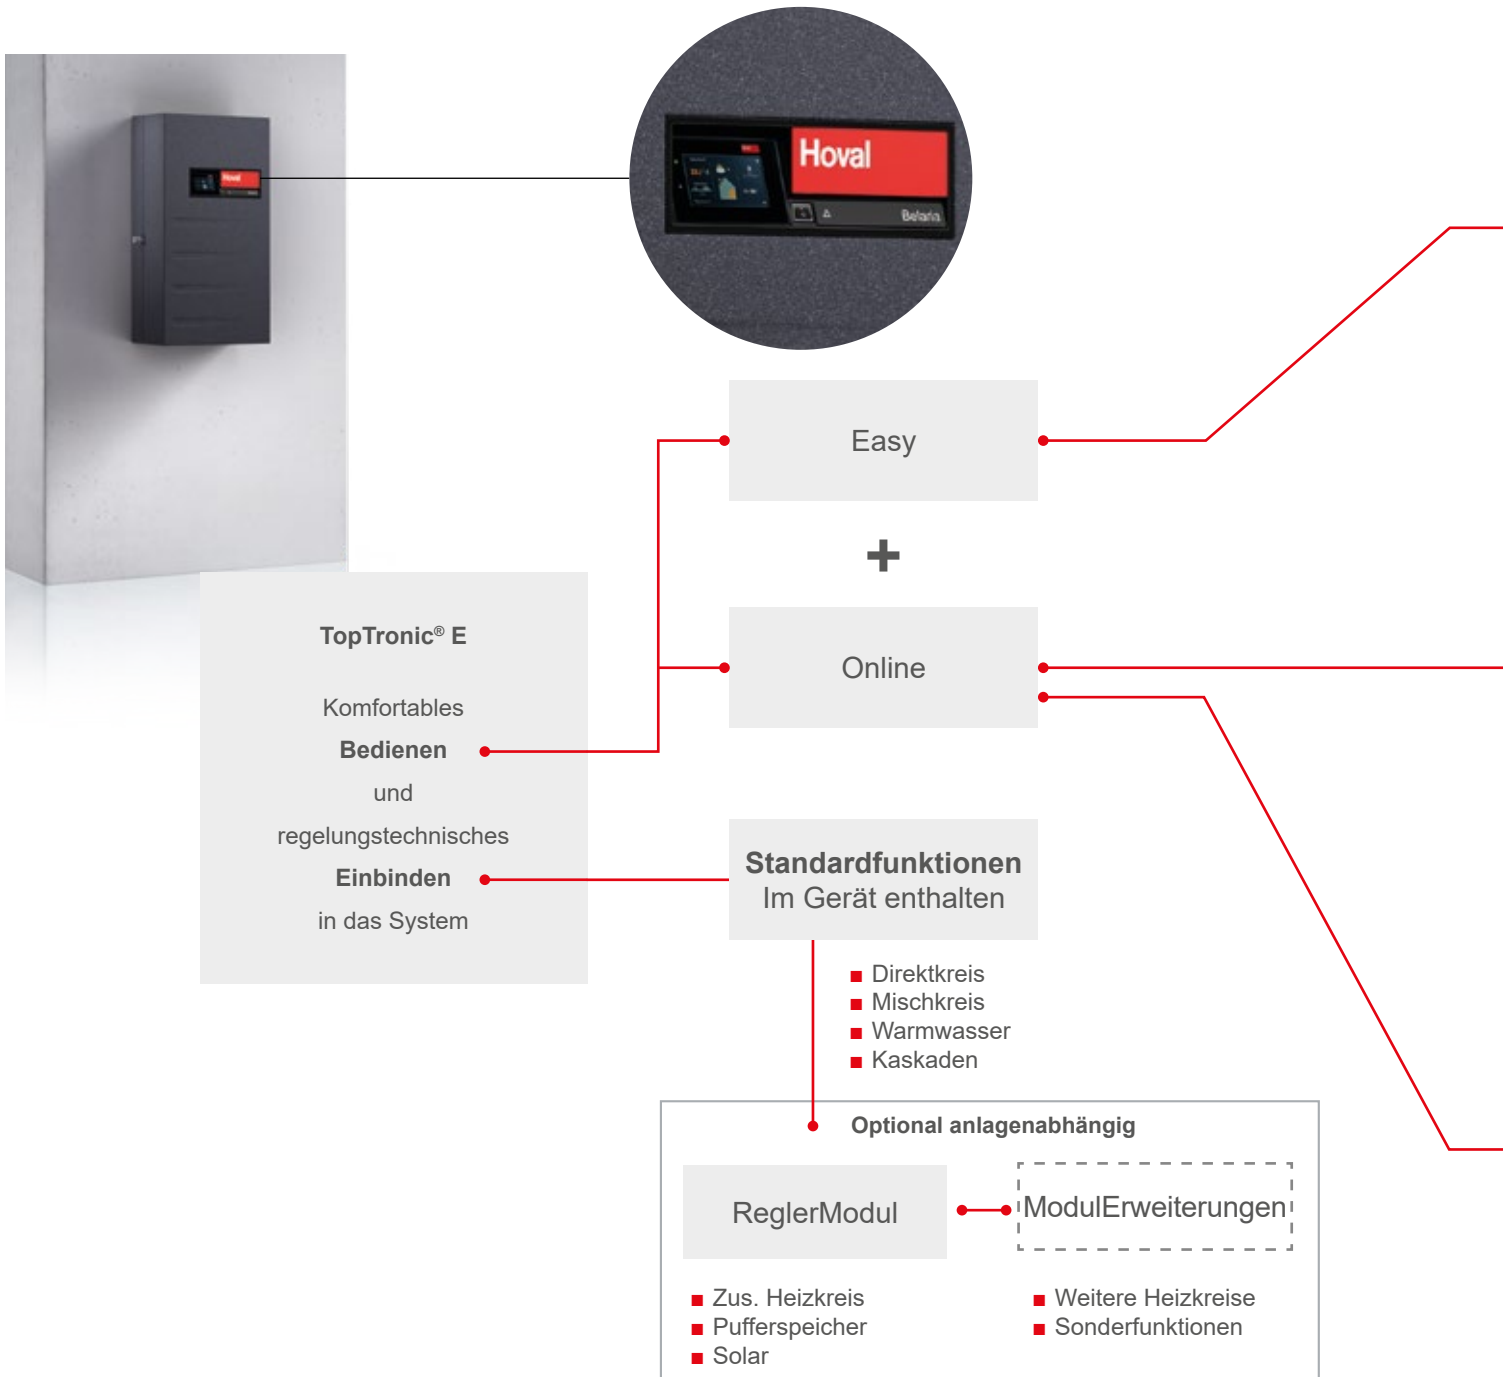 Hoval
Hoval
Belaria
Easy
+
Online
TopTronic® E
Komfortables
Bedienen
und
regelungstechnisches
Einbinden
in das System
Standardfunktionen
Im Gerät enthalten
Direktkreis
Mischkreis
Warmwasser
Kaskaden
Optional anlagenabhängig
ReglerModul
ModulErweiterungen
Zus. Heizkreis
Pufferspeicher
Solar
Weitere Heizkreise
Sonderfunktionen